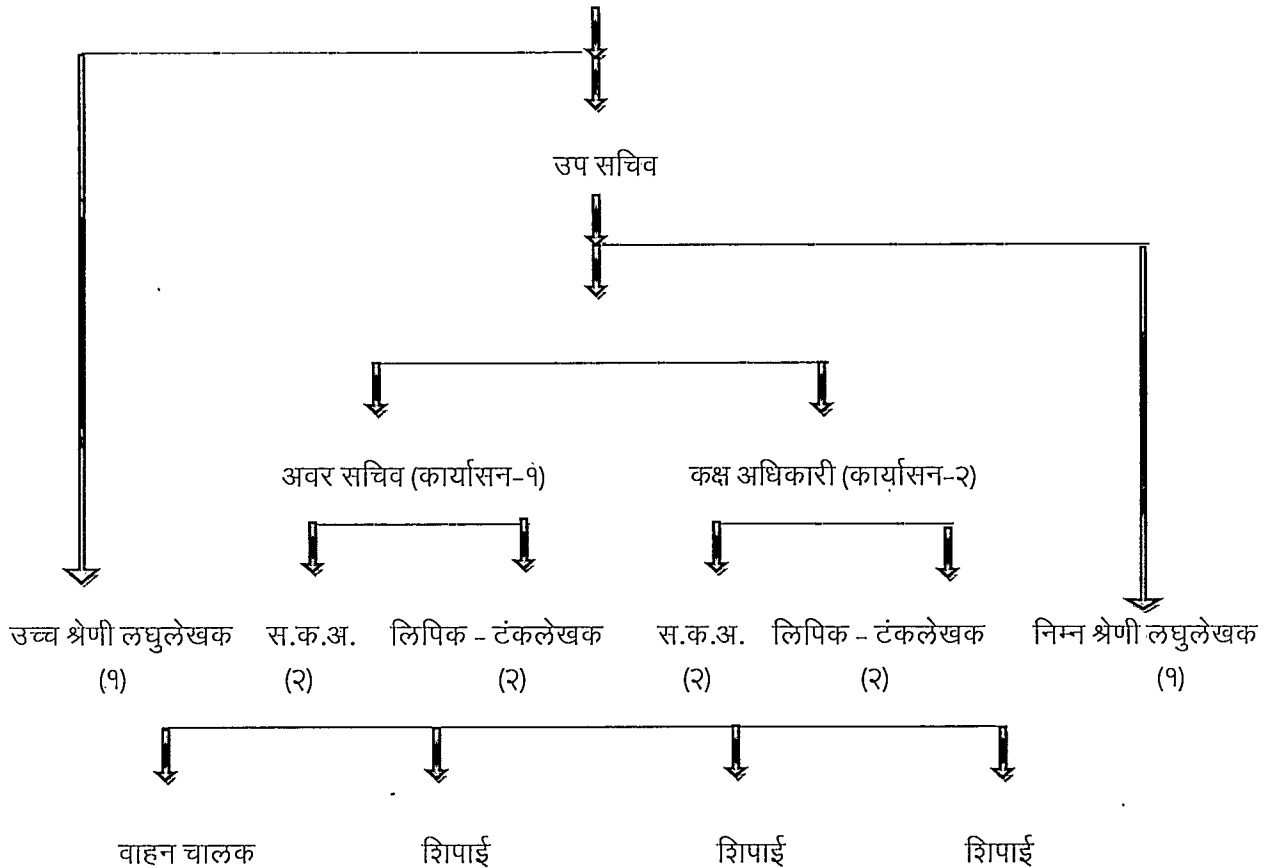 उप सचिव
अवर सचिव (कार्यासन-१) कक्ष अधिकारी (कार्यासन-२)
उच्च श्रेणी लघुलेखक स.क.अ. लिपिक - टंकलेखक स.क.अ. लिपिक - टंकलेखक निम्न श्रेणी लघुलेखक
(१) (२) (२) (२) (२) (१)
वाहन चालक शिपाई शिपाई शिपाई